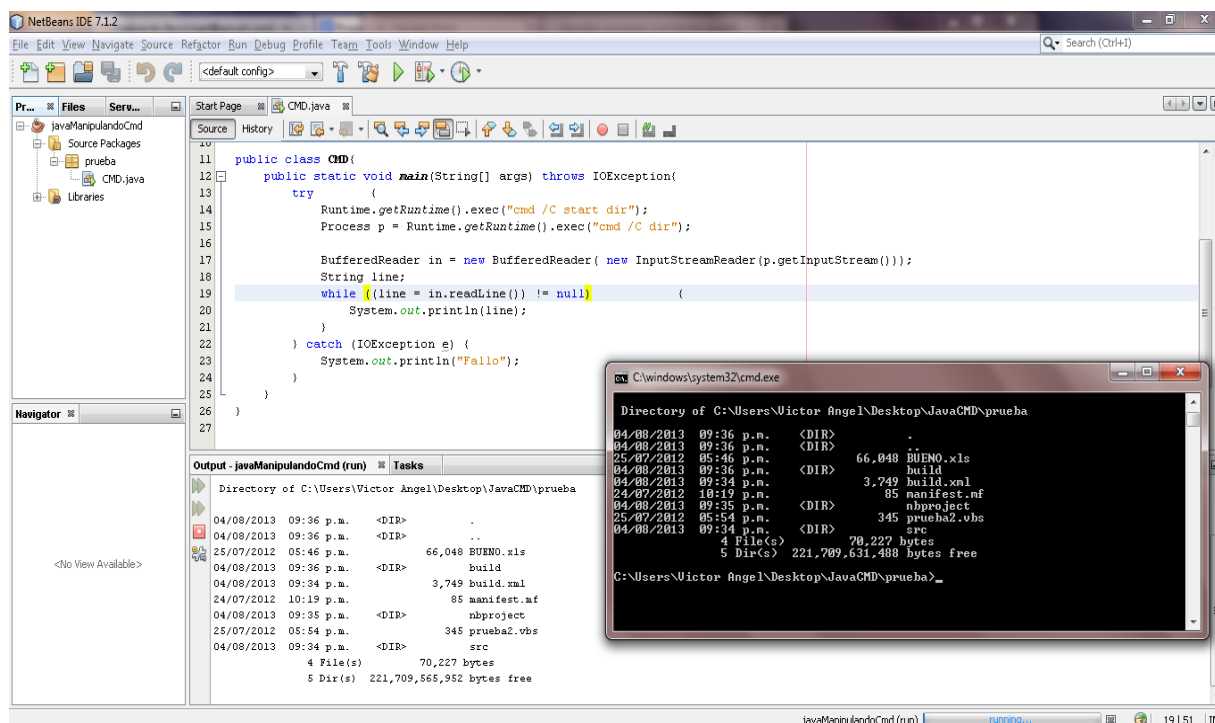 NetBeans IDE 7.1.2
File Edit View Navigate Source Refactor Run Debug Profile Team Tools Window Help
Search (Ctrl+I)
<default config>
Pr... Files Serv...
Start Page CMD.java
javaManipulandoCmd
Source Packages
prueba
CMD.java
Libraries
Source History
10
11 public class CMD{
12 public static void main(String[] args) throws IOException{
13 try {
14 Runtime.getRuntime().exec("cmd /C start dir");
15 Process p = Runtime.getRuntime().exec("cmd /C dir");
16
17 BufferedReader in = new BufferedReader( new InputStreamReader(p.getInputStream()));
18 String line;
19 while ((line = in.readLine()) != null) {
20 System.out.println(line);
21 }
22 } catch (IOException e) {
23 System.out.println("Fallo");
24 }
25 }
26 }
27
Navigator
<No View Available>
Output - javaManipulandoCmd (run) Tasks
Directory of C:\Users\Victor Angel\Desktop\JavaCMD\prueba
04/08/2013 09:36 p.m. <DIR> .
04/08/2013 09:36 p.m. <DIR> ..
25/07/2012 05:46 p.m. 66,048 BUENO.xls
04/08/2013 09:36 p.m. <DIR> build
04/08/2013 09:34 p.m. 3,749 build.xml
24/07/2012 10:19 p.m. 85 manifest.mf
04/08/2013 09:35 p.m. <DIR> nbproject
25/07/2012 05:54 p.m. 345 prueba2.vbs
04/08/2013 09:34 p.m. <DIR> src
4 File(s) 70,227 bytes
5 Dir(s) 221,709,565,952 bytes free
C:\windows\system32\cmd.exe
Directory of C:\Users\Victor Angel\Desktop\JavaCMD\prueba
04/08/2013 09:36 p.m. <DIR> .
04/08/2013 09:36 p.m. <DIR> ..
25/07/2012 05:46 p.m. 66,048 BUENO.xls
04/08/2013 09:36 p.m. <DIR> build
04/08/2013 09:34 p.m. 3,749 build.xml
24/07/2012 10:19 p.m. 85 manifest.mf
04/08/2013 09:35 p.m. <DIR> nbproject
25/07/2012 05:54 p.m. 345 prueba2.vbs
04/08/2013 09:34 p.m. <DIR> src
4 File(s) 70,227 bytes
5 Dir(s) 221,709,631,488 bytes free
C:\Users\Victor Angel\Desktop\JavaCMD\prueba>_
javaManipulandoCmd (run) running... 19|51